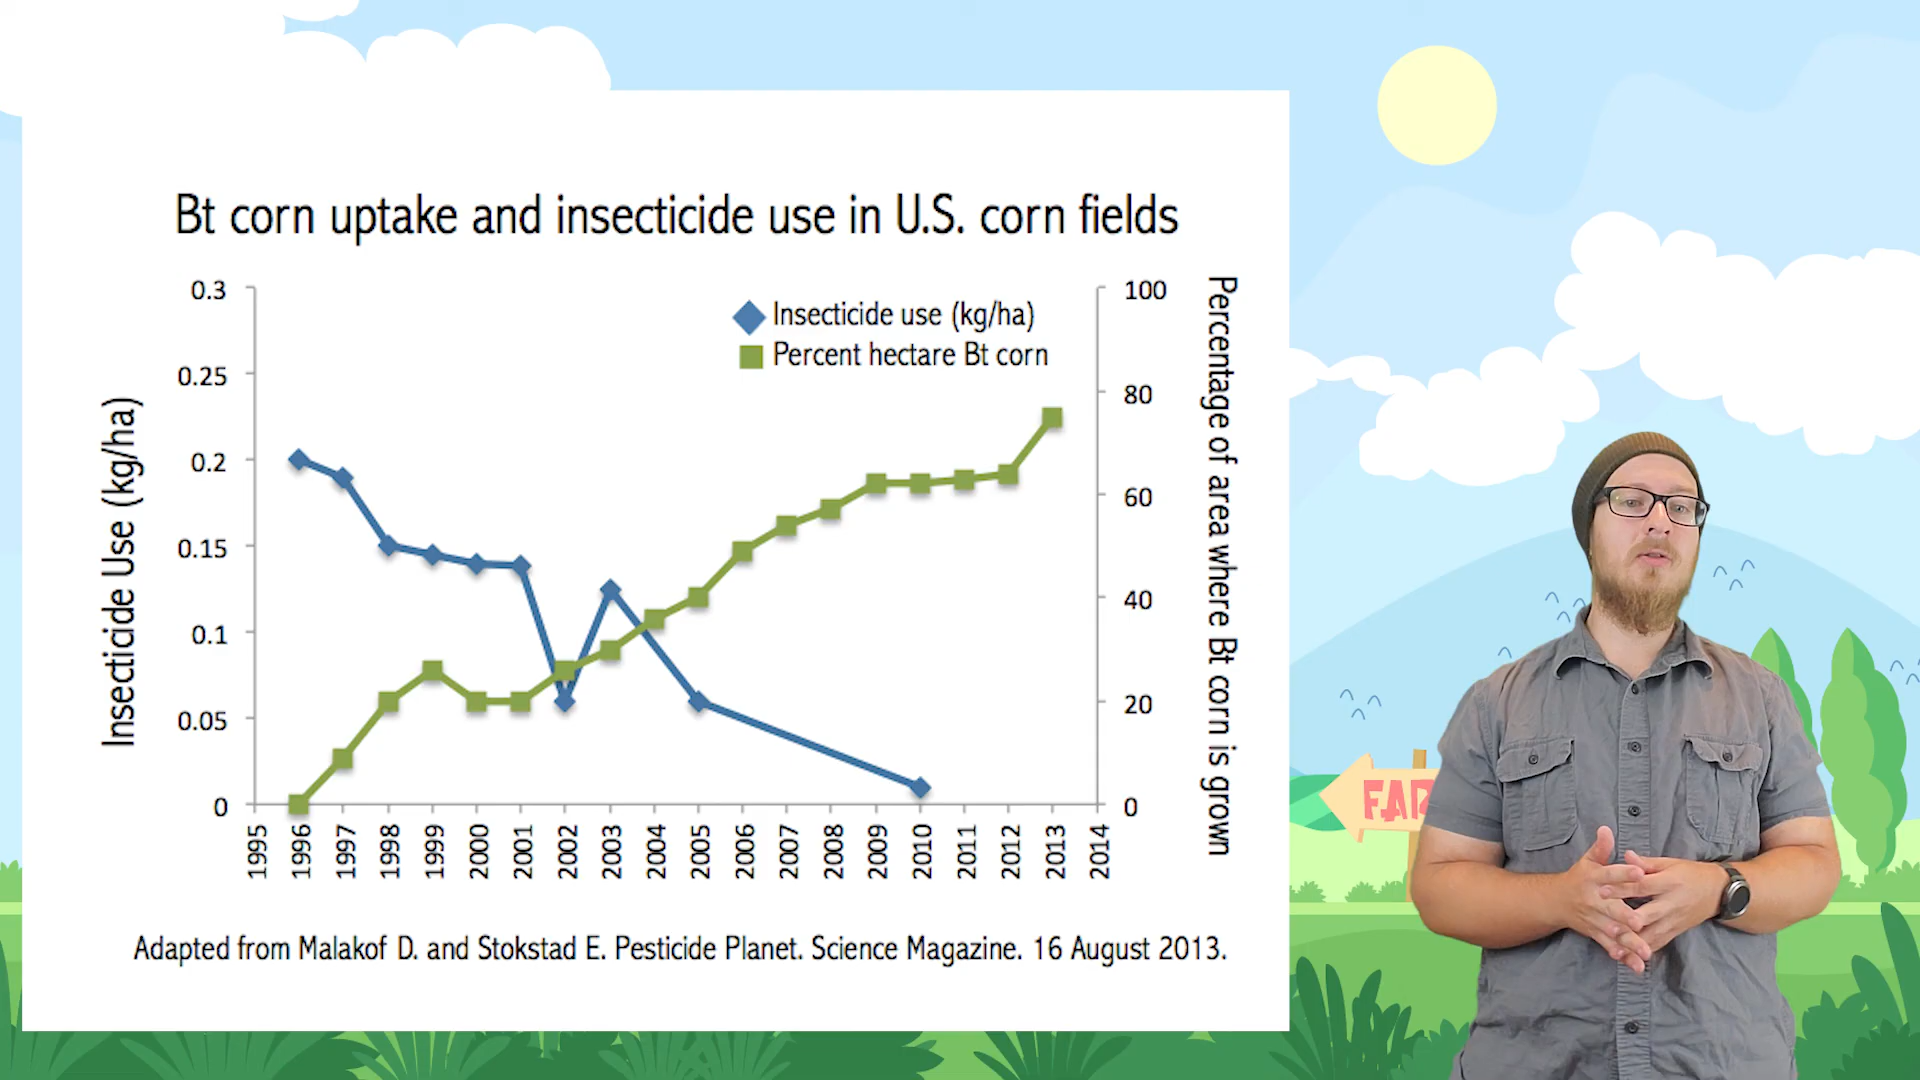 Bt corn uptake and insecticide use in U.S. corn fields
Insecticide Use (kg/ha)
0.3
0.25
0.2
0.15
0.1
0.05
0
Insecticide use (kg/ha)
Percent hectare Bt corn
100
80
60
40
20
0
Percentage of area where Bt corn is grown
1995 1996 1997 1998 1999 2000 2001 2002 2003 2004 2005 2006 2007 2008 2009 2010 2011 2012 2013 2014
Adapted from Malakof D. and Stokstad E. Pesticide Planet. Science Magazine. 16 August 2013.